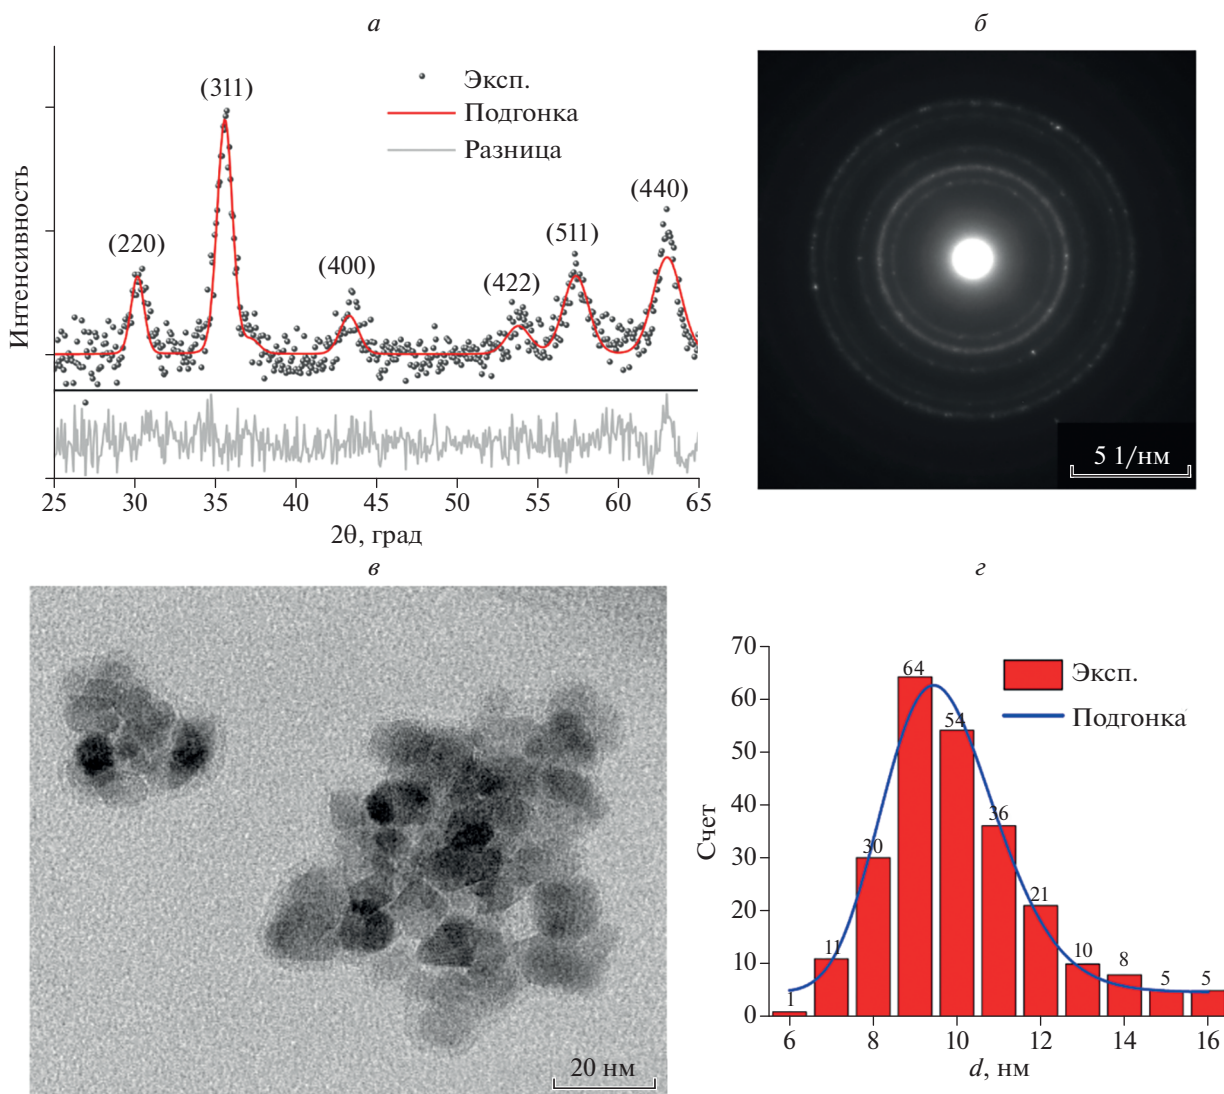 а
Интенсивность
(220)
(311)
(400)
(422)
(511)
(440)
Эксп.
Подгонка
Разница
25 30 35 40 45 50 55 60 65
2θ, град
б
5 1/нм
в
20 нм
г
Счет
70
60
50
40
30
20
10
0
1 11 30 64 54 36 21 10 8 5 5
Эксп.
Подгонка
6 8 10 12 14 16
d, нм